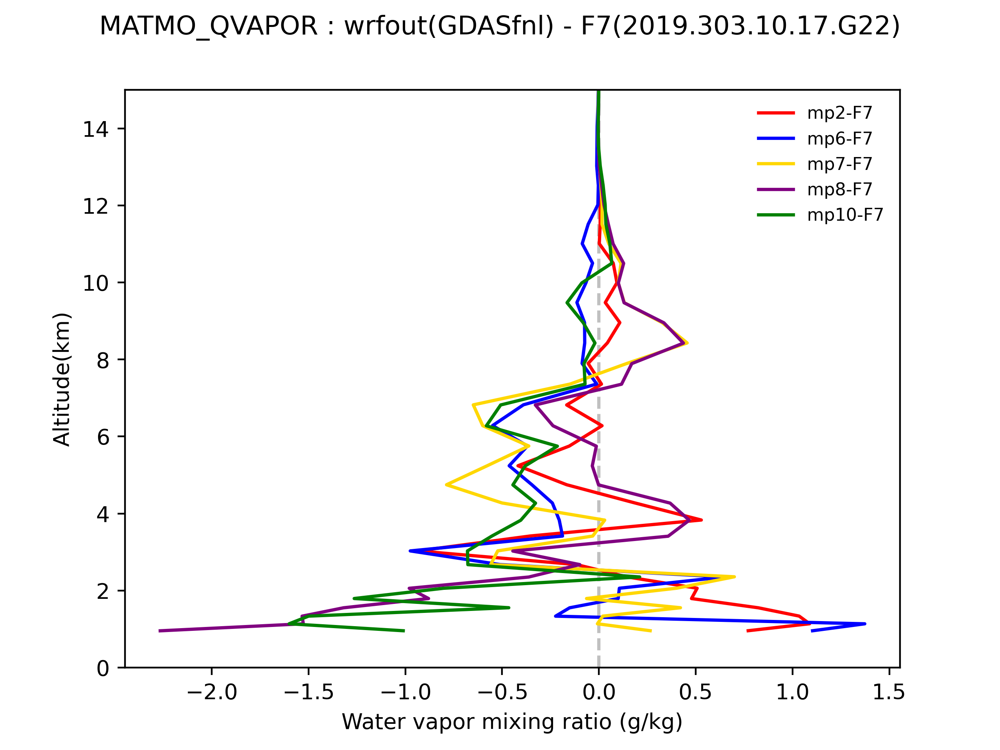 MATMO_QVAPOR : wrfout(GDASfnl) - F7(2019.303.10.17.G22)
mp2-F7
mp6-F7
mp7-F7
mp8-F7
mp10-F7
14
12
10
8
6
4
2
0
Altitude(km)
−2.0 −1.5 −1.0 −0.5 0.0 0.5 1.0 1.5
Water vapor mixing ratio (g/kg)